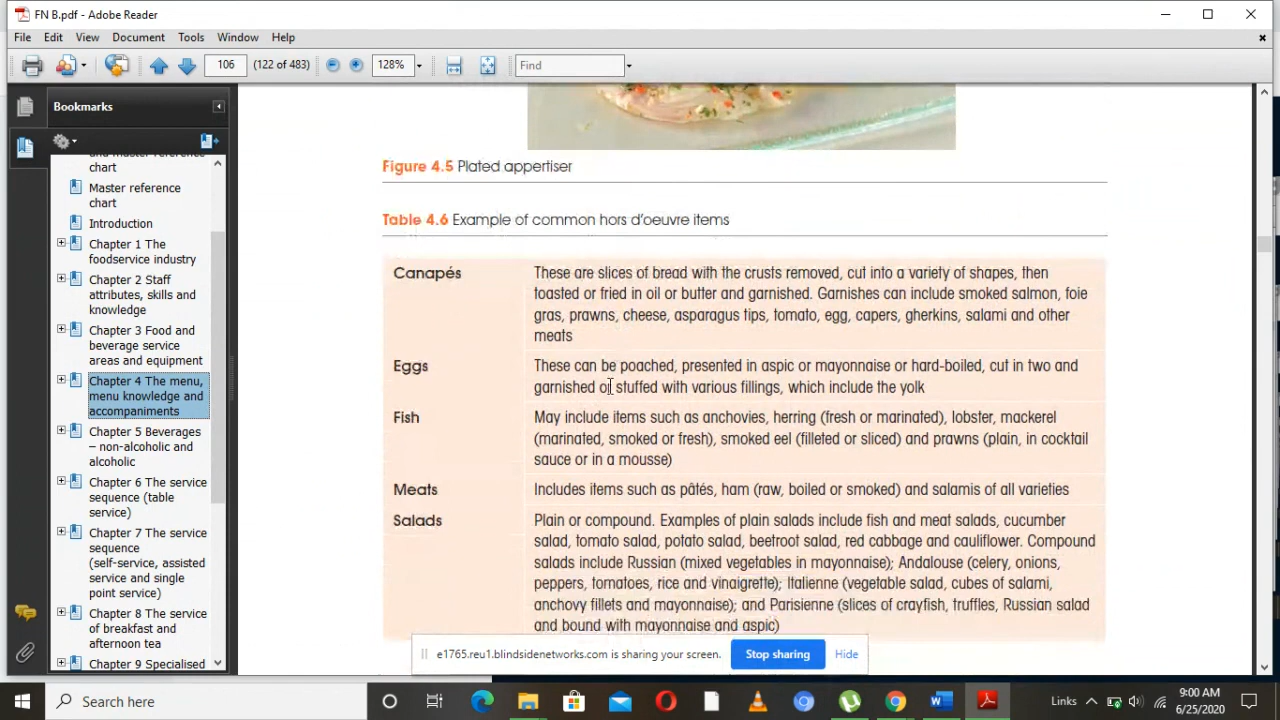 FN B.pdf - Adobe Reader
File Edit View Document Tools Window Help
106 (122 of 483) 128% Find
Bookmarks
and master reference
chart
Master reference
chart
Introduction
Chapter 1 The
foodservice industry
Chapter 2 Staff
attributes, skills and
knowledge
Chapter 3 Food and
beverage service
areas and equipment
Chapter 4 The menu,
menu knowledge and
accompaniments
Chapter 5 Beverages
– non-alcoholic and
alcoholic
Chapter 6 The service
sequence (table
service)
Chapter 7 The service
sequence
(self-service, assisted
service and single
point service)
Chapter 8 The service
of breakfast and
afternoon tea
Chapter 9 Specialised
Figure 4.5 Plated appertiser
Table 4.6 Example of common hors d'oeuvre items
Canapés These are slices of bread with the crusts removed, cut into a variety of shapes, then
toasted or fried in oil or butter and garnished. Garnishes can include smoked salmon, foie
gras, prawns, cheese, asparagus tips, tomato, egg, capers, gherkins, salami and other
meats
Eggs These can be poached, presented in aspic or mayonnaise or hard-boiled, cut in two and
garnished or stuffed with various fillings, which include the yolk
Fish May include items such as anchovies, herring (fresh or marinated), lobster, mackerel
(marinated, smoked or fresh), smoked eel (filleted or sliced) and prawns (plain, in cocktail
sauce or in a mousse)
Meats Includes items such as pâtés, ham (raw, boiled or smoked) and salamis of all varieties
Salads Plain or compound. Examples of plain salads include fish and meat salads, cucumber
salad, tomato salad, potato salad, beetroot salad, red cabbage and cauliflower. Compound
salads include Russian (mixed vegetables in mayonnaise); Andalouse (celery, onions,
peppers, tomatoes, rice and vinaigrette); Italienne (vegetable salad, cubes of salami,
anchovy fillets and mayonnaise); and Parisienne (slices of crayfish, truffles, Russian salad
and bound with mayonnaise and aspic)
e1765.reu1.blindsidenetworks.com is sharing your screen. Stop sharing Hide
Search here
Links
9:00 AM
6/25/2020